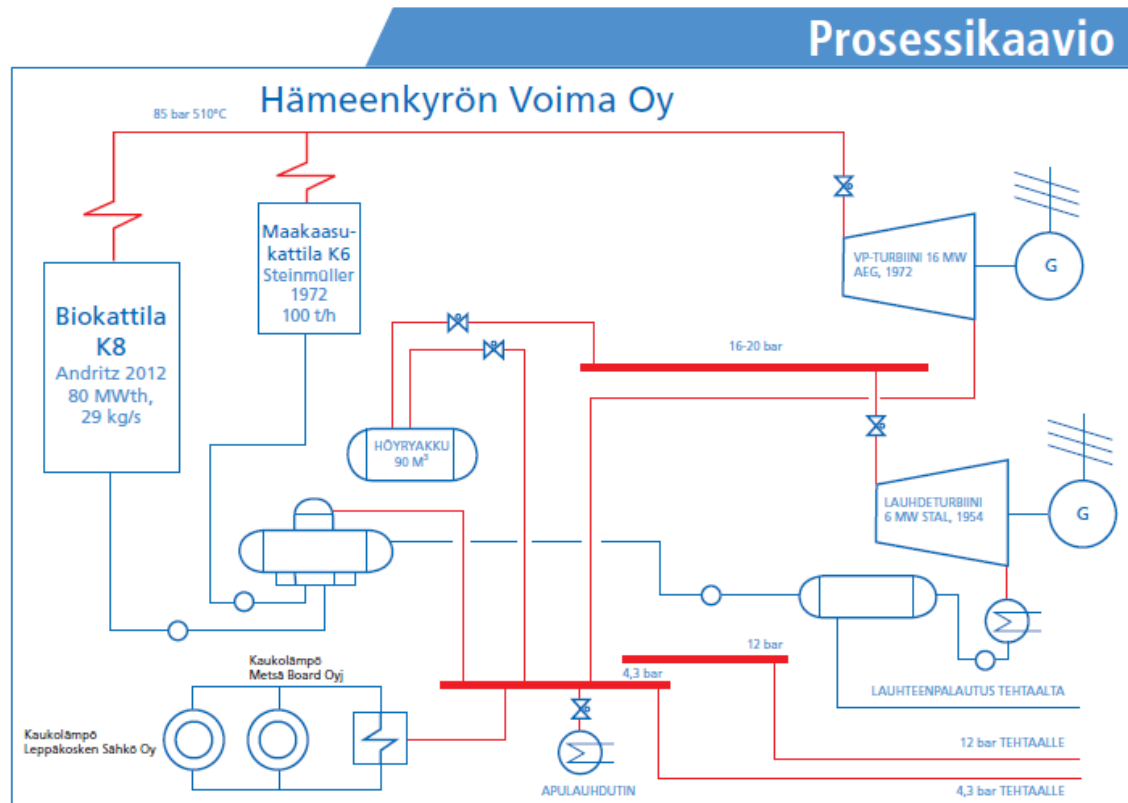 Prosessikaavio
Hämeenkyrön Voima Oy
85 bar 510°C
Maakaasu-
kattila K6
Steinmüller
1972
100 t/h
VP-TURBIINI 16 MW
AEG, 1972
G
Biokattila
K8
Andritz 2012
80 MWth,
29 kg/s
16-20 bar
HÖYRYAKKU
90 M³
LAUHDETURBIINI
6 MW STAL, 1954
G
12 bar
4,3 bar
Kaukolämpö
Metsä Board Oyj
LAUHTEENPALAUTUS TEHTAALTA
Kaukolämpö
Leppäkosken Sähkö Oy
12 bar TEHTAALLE
APULAUHDUTIN
4,3 bar TEHTAALLE